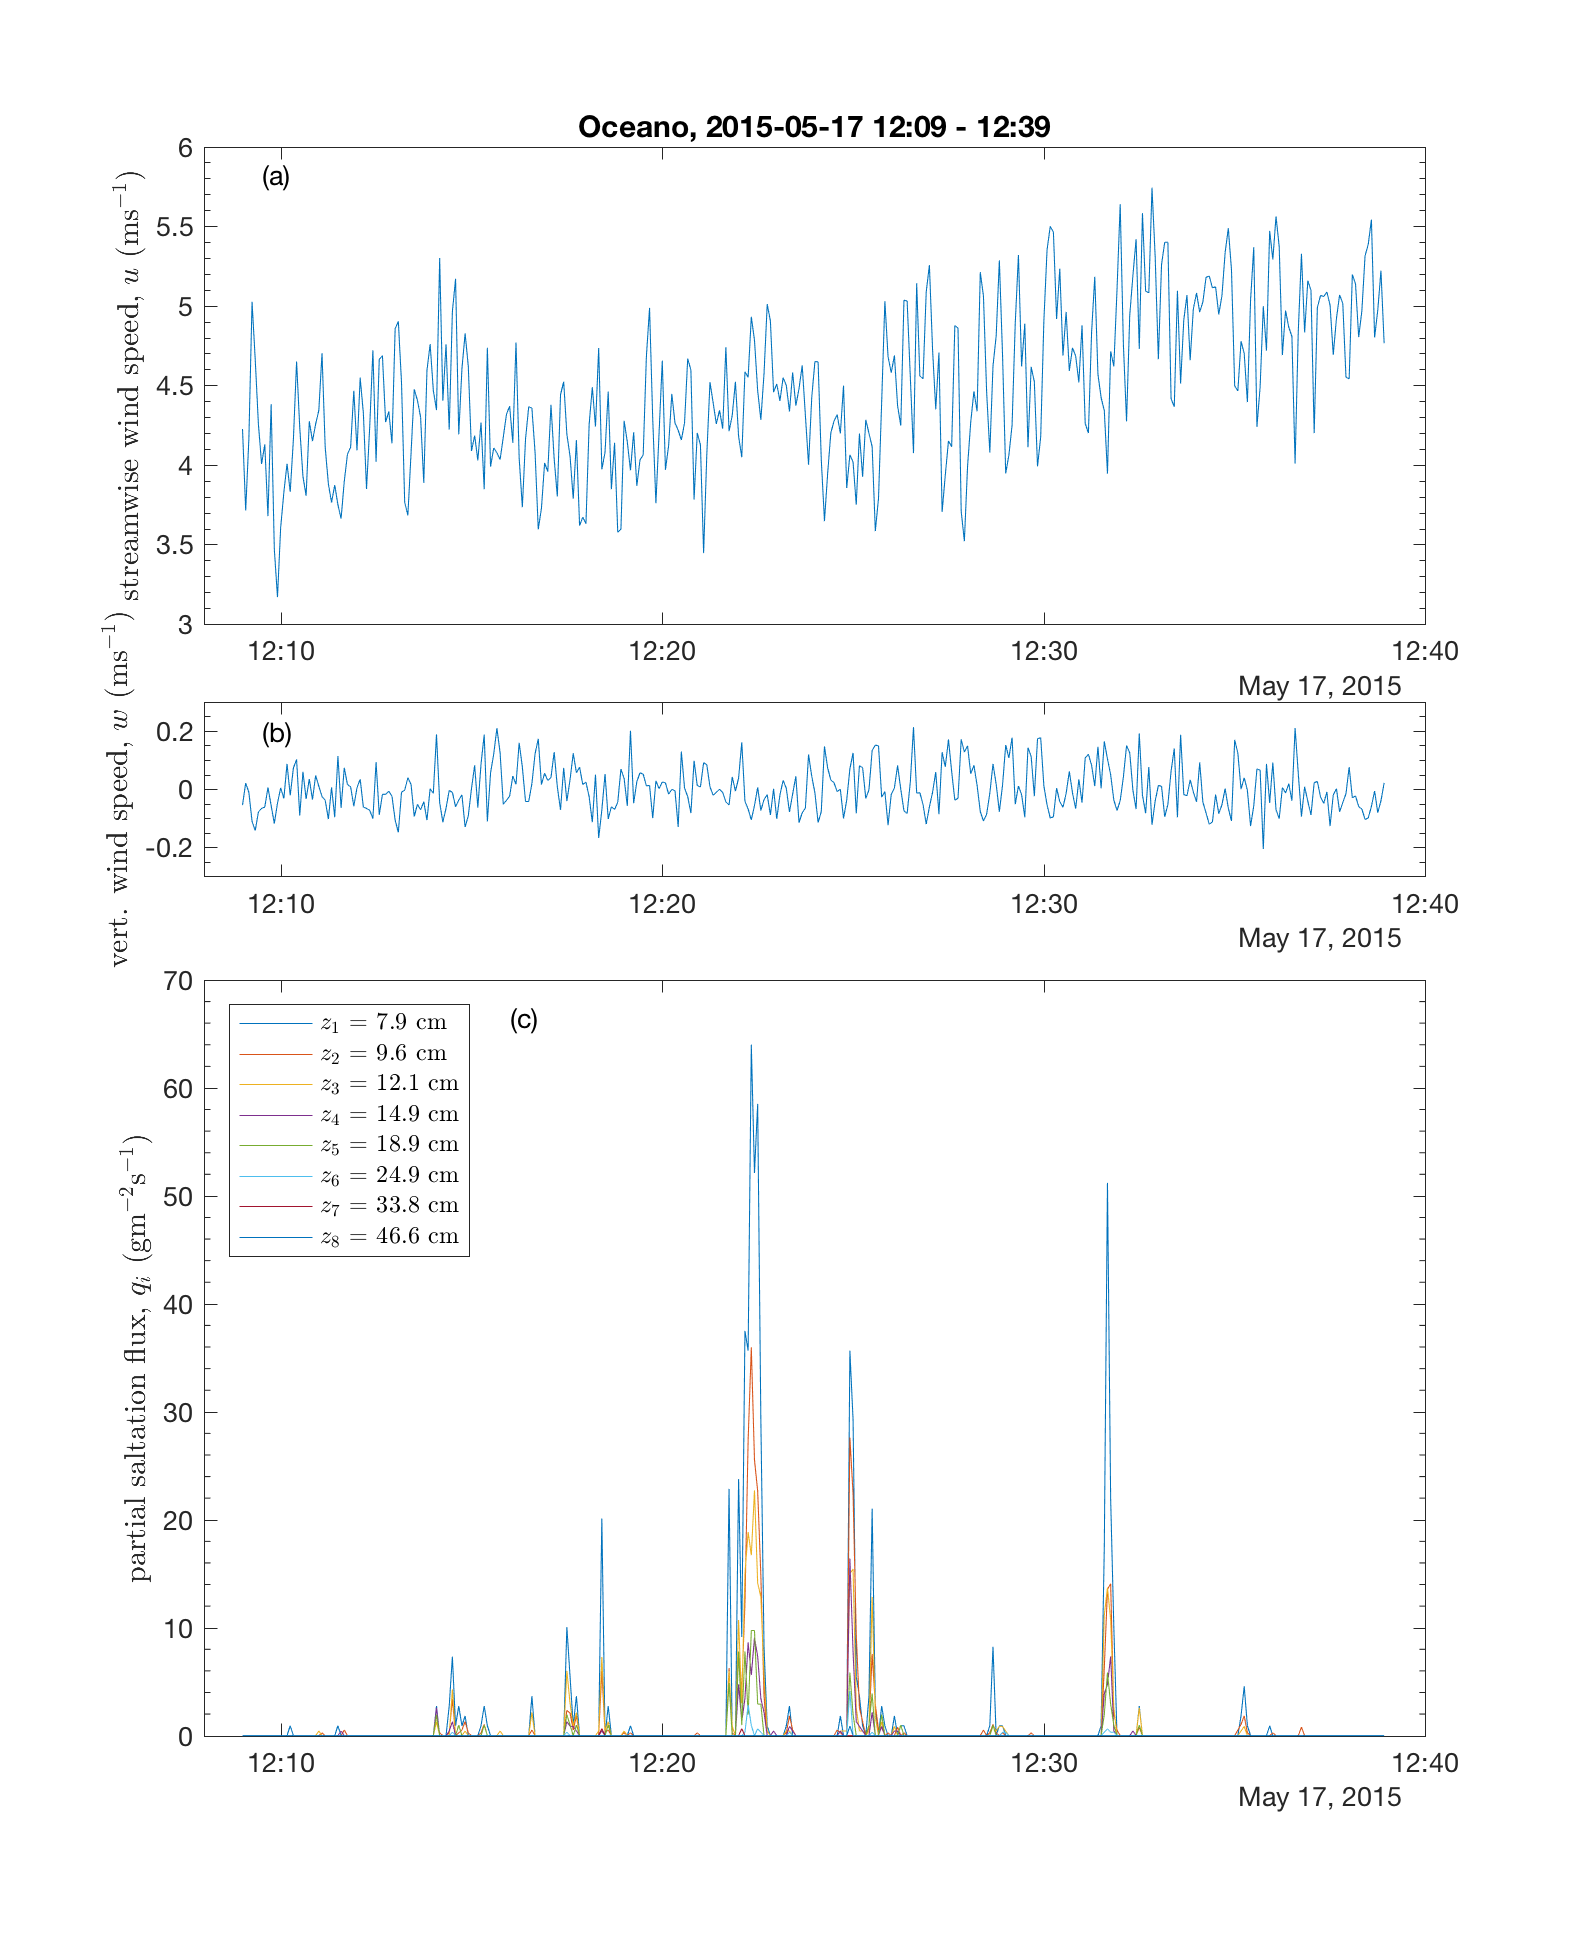 Oceano, 2015-05-17 12:09 - 12:39
(a)
streamwise wind speed, u (ms⁻¹)
6
5.5
5
4.5
4
3.5
3
12:10 12:20 12:30 12:40
May 17, 2015
(b)
vert. wind speed, w (ms⁻¹)
0.2
0
-0.2
12:10 12:20 12:30 12:40
May 17, 2015
(c)
partial saltation flux, qᵢ (gm⁻²s⁻¹)
70
60
50
40
30
20
10
0
z₁ = 7.9 cm
z₂ = 9.6 cm
z₃ = 12.1 cm
z₄ = 14.9 cm
z₅ = 18.9 cm
z₆ = 24.9 cm
z₇ = 33.8 cm
z₈ = 46.6 cm
12:10 12:20 12:30 12:40
May 17, 2015